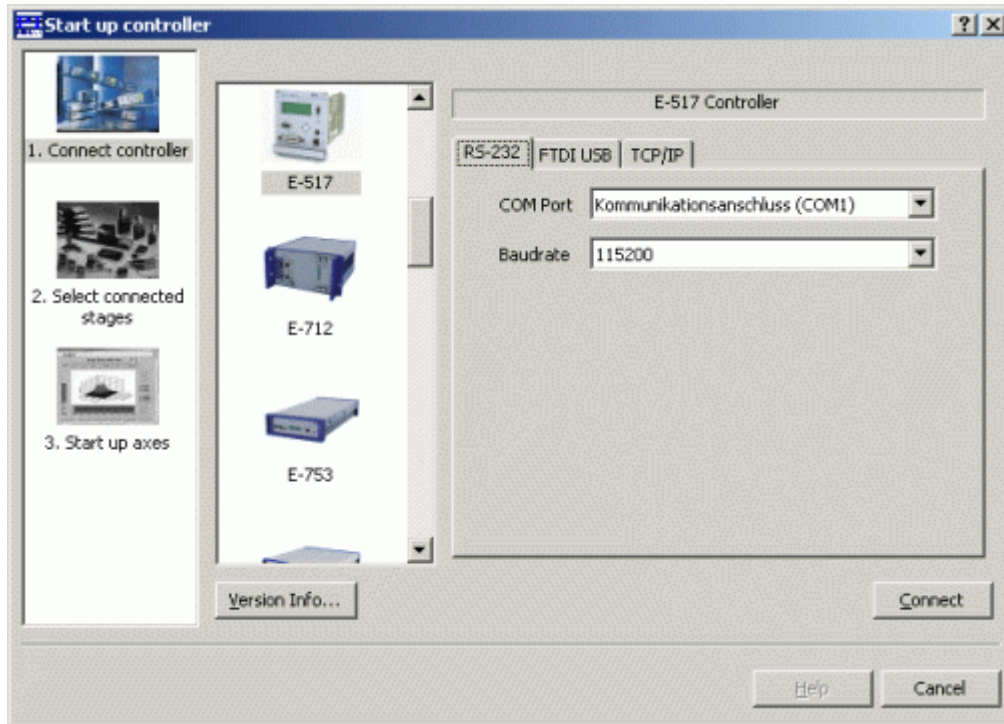 Start up controller
1. Connect controller
2. Select connected
stages
3. Start up axes
E-517
E-712
E-753
E-517 Controller
RS-232
FTDI USB
TCP/IP
COM Port
Kommunikationsanschluss (COM1)
Baudrate
115200
Version Info...
Connect
Help
Cancel